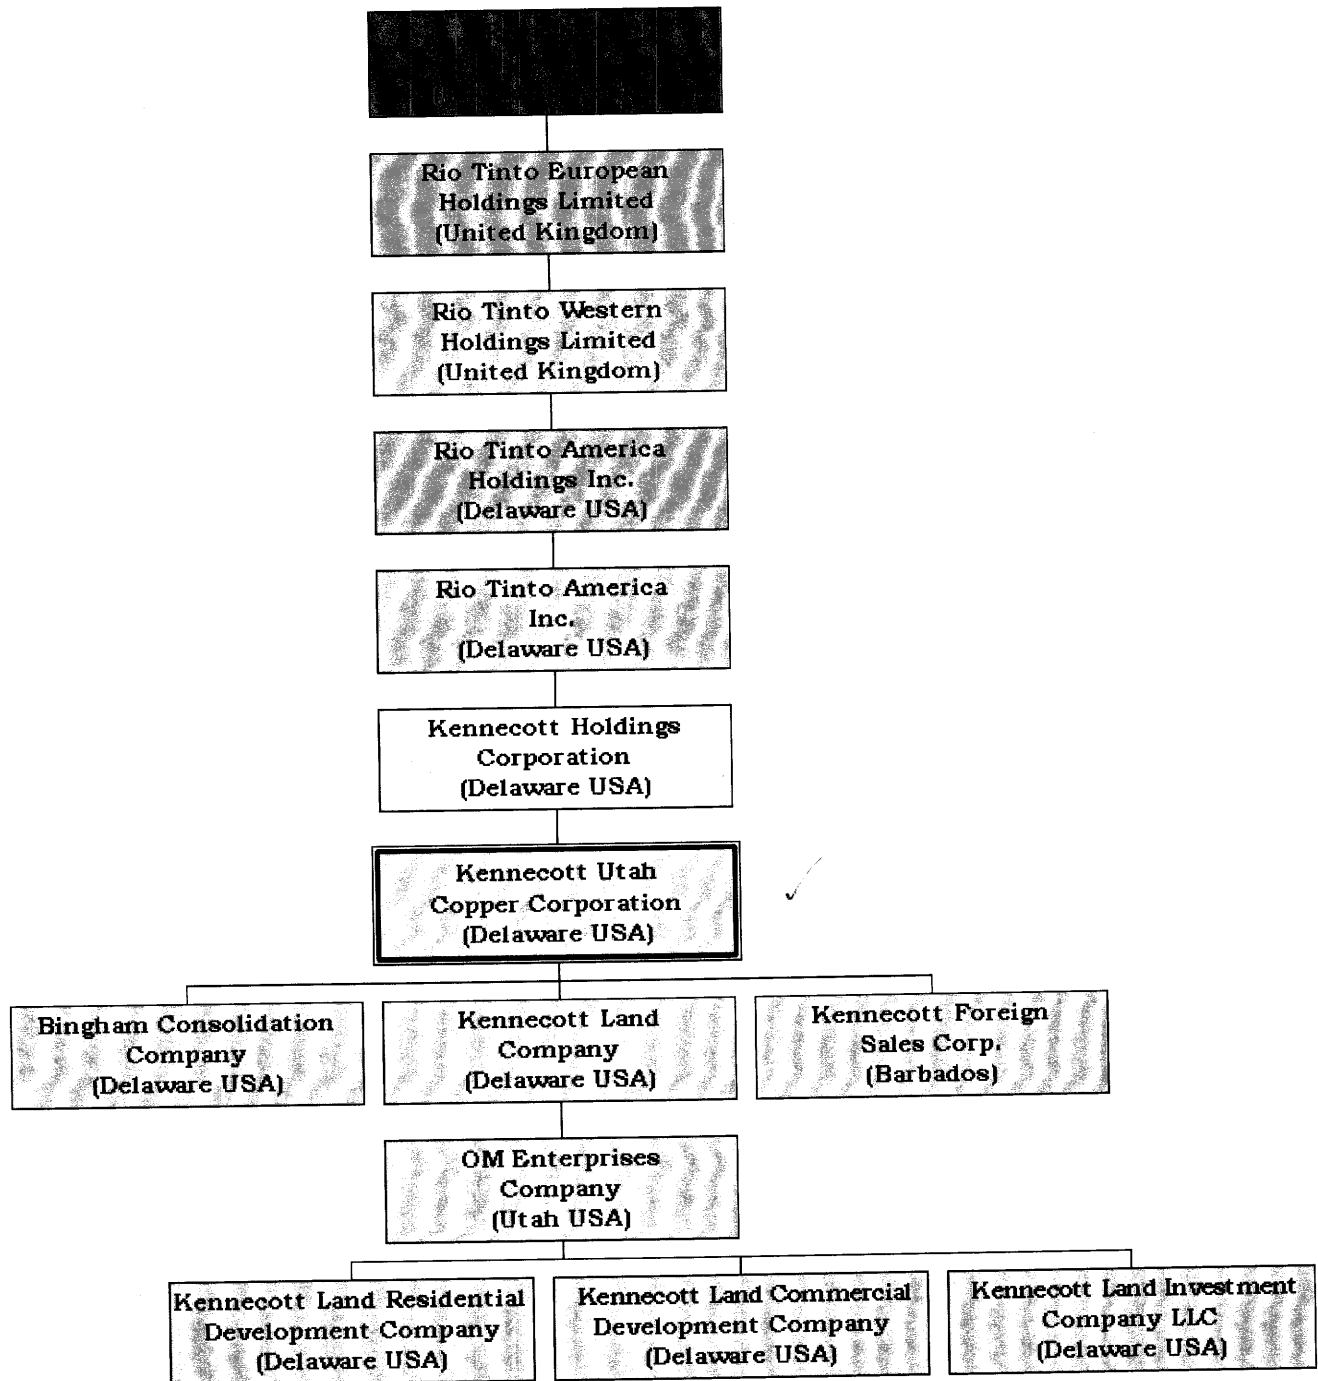 Rio Tinto European
Holdings Limited
(United Kingdom)
Rio Tinto Western
Holdings Limited
(United Kingdom)
Rio Tinto America
Holdings Inc.
(Delaware USA)
Rio Tinto America
Inc.
(Delaware USA)
Kennecott Holdings
Corporation
(Delaware USA)
Kennecott Utah
Copper Corporation
(Delaware USA)
Bingham Consolidation
Company
(Delaware USA)
Kennecott Land
Company
(Delaware USA)
Kennecott Foreign
Sales Corp.
(Barbados)
OM Enterprises
Company
(Utah USA)
Kennecott Land Residential
Development Company
(Delaware USA)
Kennecott Land Commercial
Development Company
(Delaware USA)
Kennecott Land Investment
Company LLC
(Delaware USA)